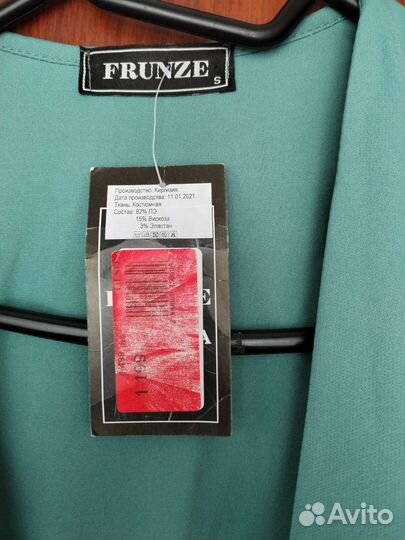 FRUNZE
S
Производство: Киргизия.
Дата производства: 11.01.2021.
Ткань: Костюмная
Состав: 82% ПЭ
15% Вискоза
3% Эластан
1 199
Avito